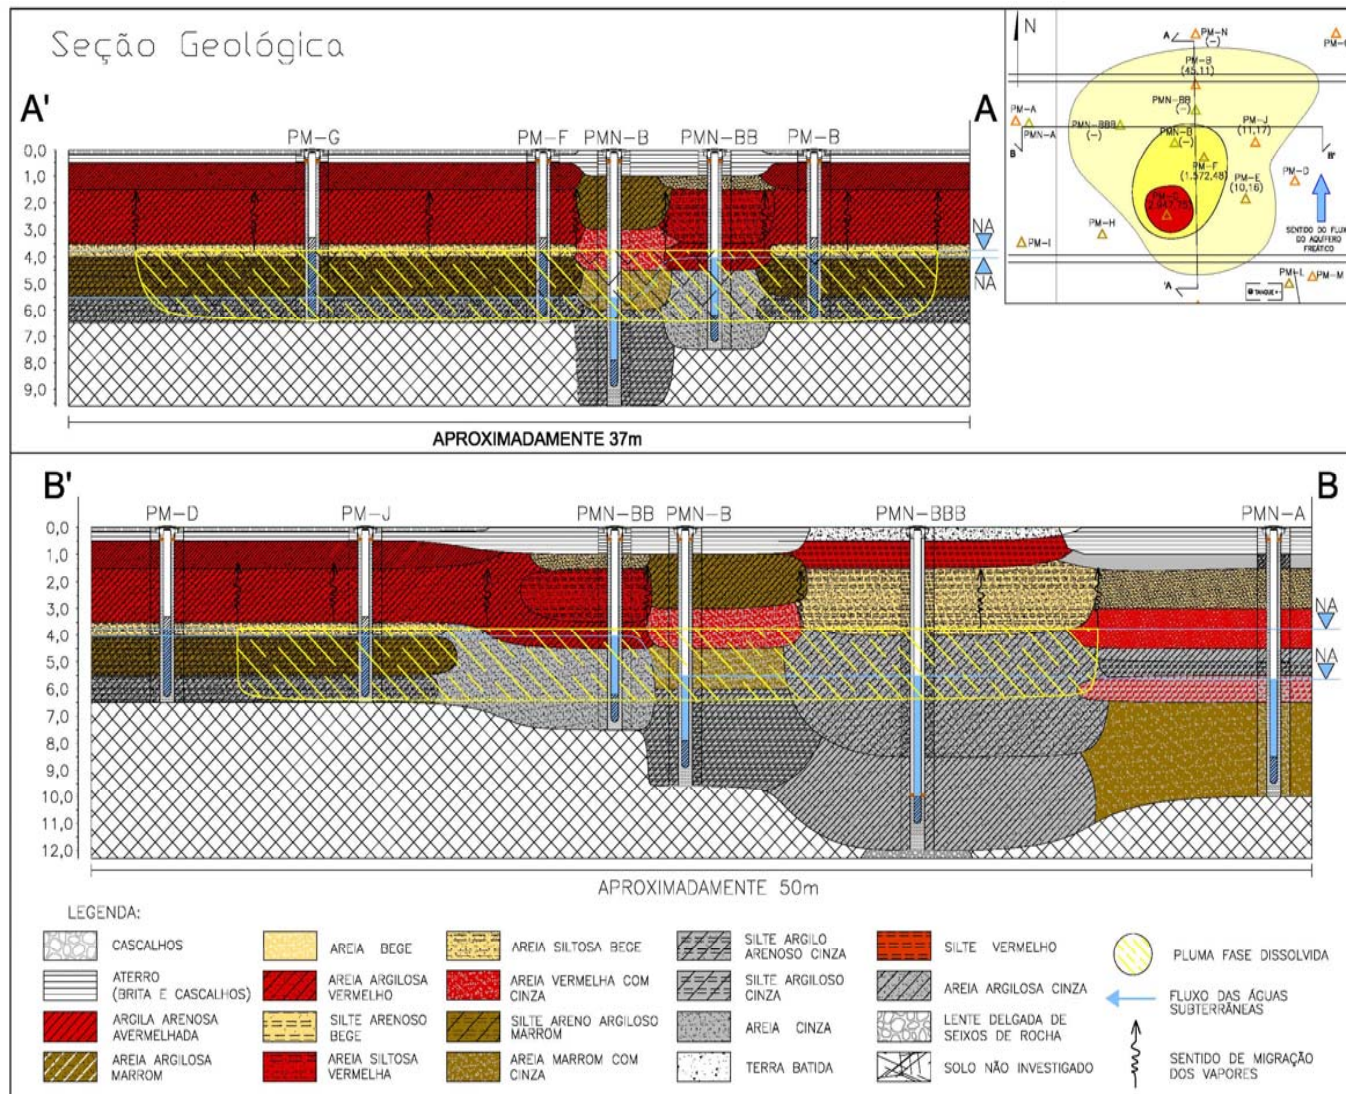 Seção Geológica
A'
A
PM-G
PM-F
PMN-B
PMN-BB
PM-B
0,0
1,0
2,0
3,0
4,0
5,0
6,0
7,0
8,0
9,0
NA
NA
APROXIMADAMENTE 37m
N
A
PM-N
(-)
PM-B
(45,11)
PMN-BB
(-)
PM-A
PMN-A
PMN-BBB
(-)
PMN-B
(-)
PM-J
(11,17)
B
B'
PM-F
(1.572,48)
PM-E
(10,16)
PM-D
PM-H
PM-I
SENTIDO DO FLUXO
DO AQUÍFERO
FREÁTICO
'A
TANQUE
PM-L
PM-M
B'
B
PM-D
PM-J
PMN-BB
PMN-B
PMN-BBB
PMN-A
0,0
1,0
2,0
3,0
4,0
5,0
6,0
7,0
8,0
9,0
10,0
11,0
12,0
NA
NA
APROXIMADAMENTE 50m
LEGENDA:
CASCALHOS
ATERRO
(BRITA E CASCALHOS)
ARGILA ARENOSA
AVERMELHADA
AREIA ARGILOSA
MARROM
AREIA BEGE
AREIA ARGILOSA
VERMELHO
SILTE ARENOSO
BEGE
AREIA SILTOSA
VERMELHA
AREIA SILTOSA BEGE
AREIA VERMELHA COM
CINZA
SILTE ARENO ARGILOSO
MARROM
AREIA MARROM COM
CINZA
SILTE ARGILO
ARENOSO CINZA
SILTE ARGILOSO
CINZA
AREIA CINZA
TERRA BATIDA
SILTE VERMELHO
AREIA ARGILOSA CINZA
LENTE DELGADA DE
SEIXOS DE ROCHA
SOLO NÃO INVESTIGADO
PLUMA FASE DISSOLVIDA
FLUXO DAS ÁGUAS
SUBTERRÂNEAS
SENTIDO DE MIGRAÇÃO
DOS VAPORES